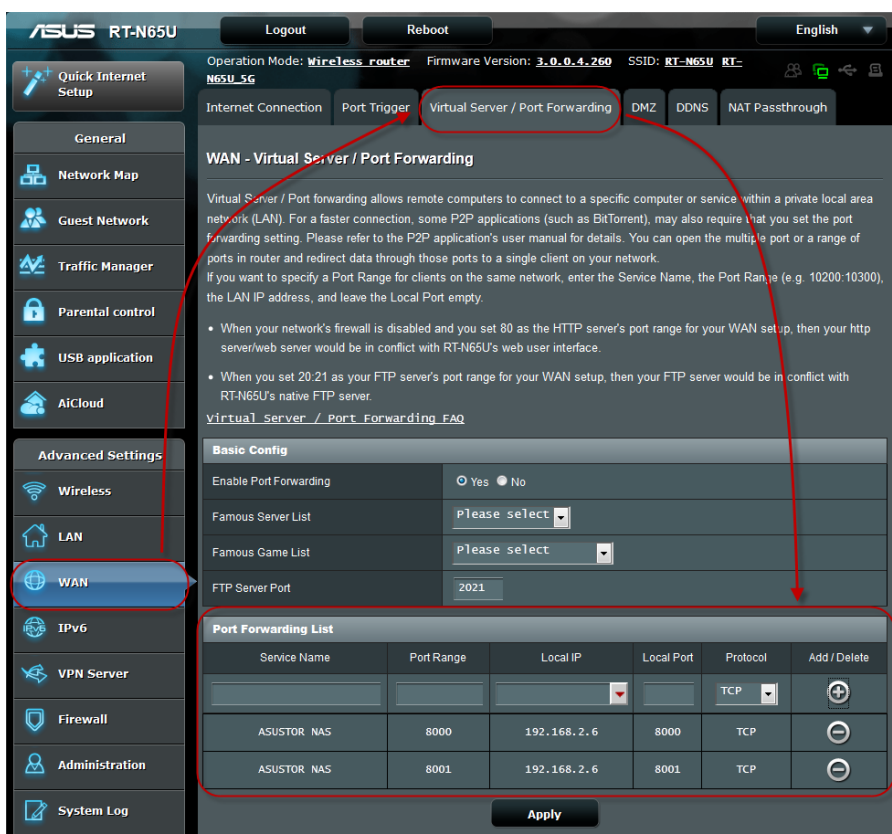 ASUS RT-N65U
Logout
Reboot
English
Quick Internet
Setup
Operation Mode: Wireless router Firmware Version: 3.0.0.4.260 SSID: RT-N65U RT-
N65U_5G
Internet Connection
Port Trigger
Virtual Server / Port Forwarding
DMZ
DDNS
NAT Passthrough
General
Network Map
Guest Network
Traffic Manager
Parental control
USB application
AiCloud
Advanced Settings
Wireless
LAN
WAN
IPv6
IPv6
VPN Server
Firewall
Administration
System Log
WAN - Virtual Server / Port Forwarding
Virtual Server / Port forwarding allows remote computers to connect to a specific computer or service within a private local area
network (LAN). For a faster connection, some P2P applications (such as BitTorrent), may also require that you set the port
forwarding setting. Please refer to the P2P application's user manual for details. You can open the multiple port or a range of
ports in router and redirect data through those ports to a single client on your network.
If you want to specify a Port Range for clients on the same network, enter the Service Name, the Port Range (e.g. 10200:10300),
the LAN IP address, and leave the Local Port empty.
• When your network's firewall is disabled and you set 80 as the HTTP server's port range for your WAN setup, then your http
server/web server would be in conflict with RT-N65U's web user interface.
• When you set 20:21 as your FTP server's port range for your WAN setup, then your FTP server would be in conflict with
RT-N65U's native FTP server.
Virtual Server / Port Forwarding FAQ
Basic Config
Enable Port Forwarding Yes No
Famous Server List Please select
Famous Game List Please select
FTP Server Port 2021
Port Forwarding List
Service Name Port Range Local IP Local Port Protocol Add / Delete
TCP
ASUSTOR NAS 8000 192.168.2.6 8000 TCP
ASUSTOR NAS 8001 192.168.2.6 8001 TCP
Apply